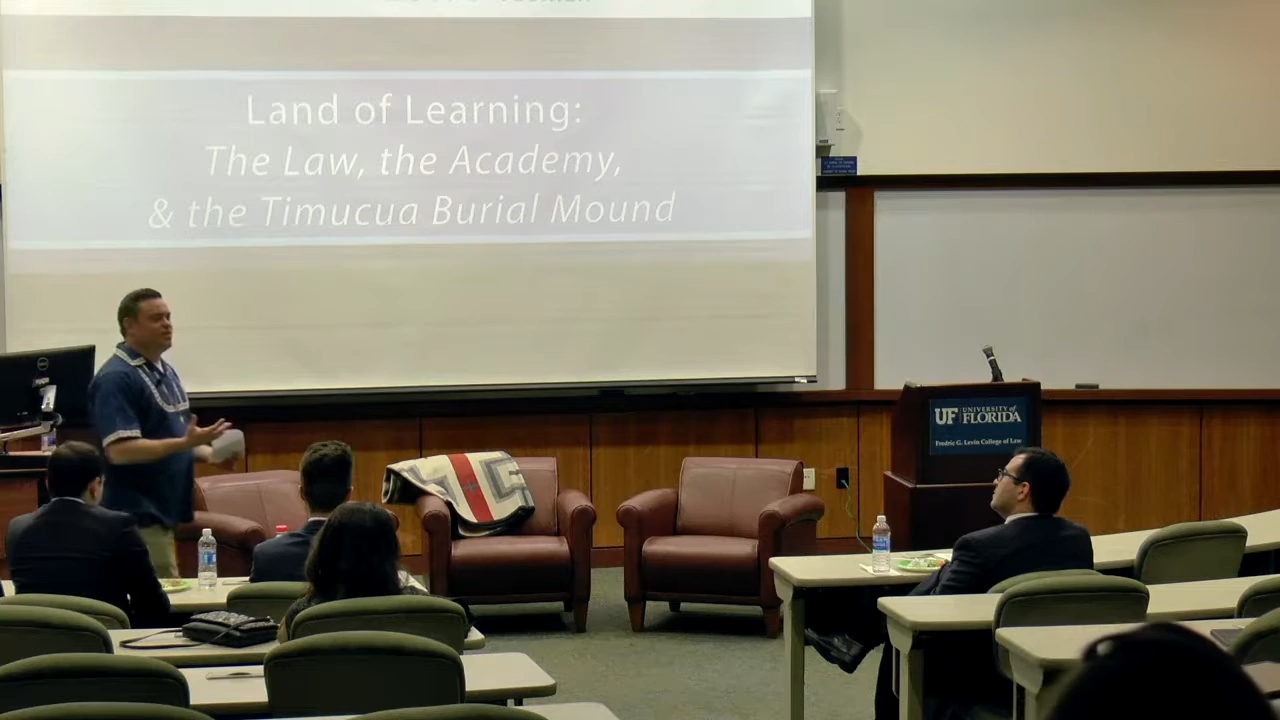 Land of Learning:
The Law, the Academy,
& the Timucua Burial Mound
UF UNIVERSITY of
FLORIDA
Fredric G. Levin College of Law
DELL